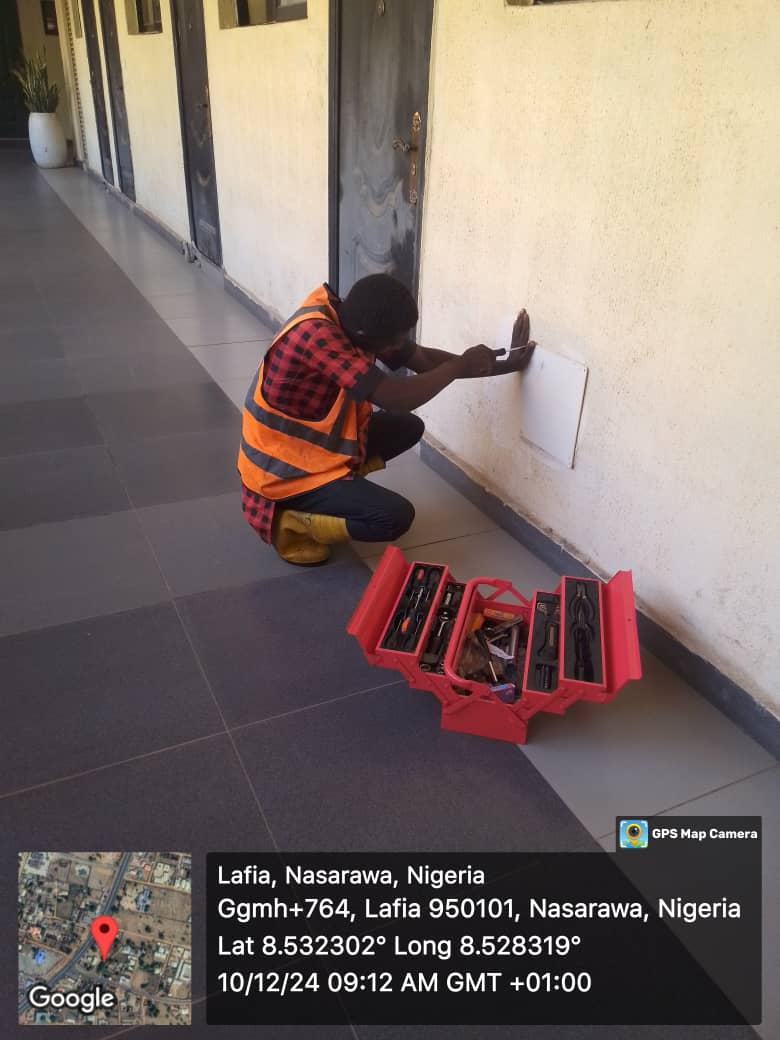 GPS Map Camera
Lafia, Nasarawa, Nigeria
Ggmh+764, Lafia 950101, Nasarawa, Nigeria
Lat 8.532302° Long 8.528319°
10/12/24 09:12 AM GMT +01:00
Google